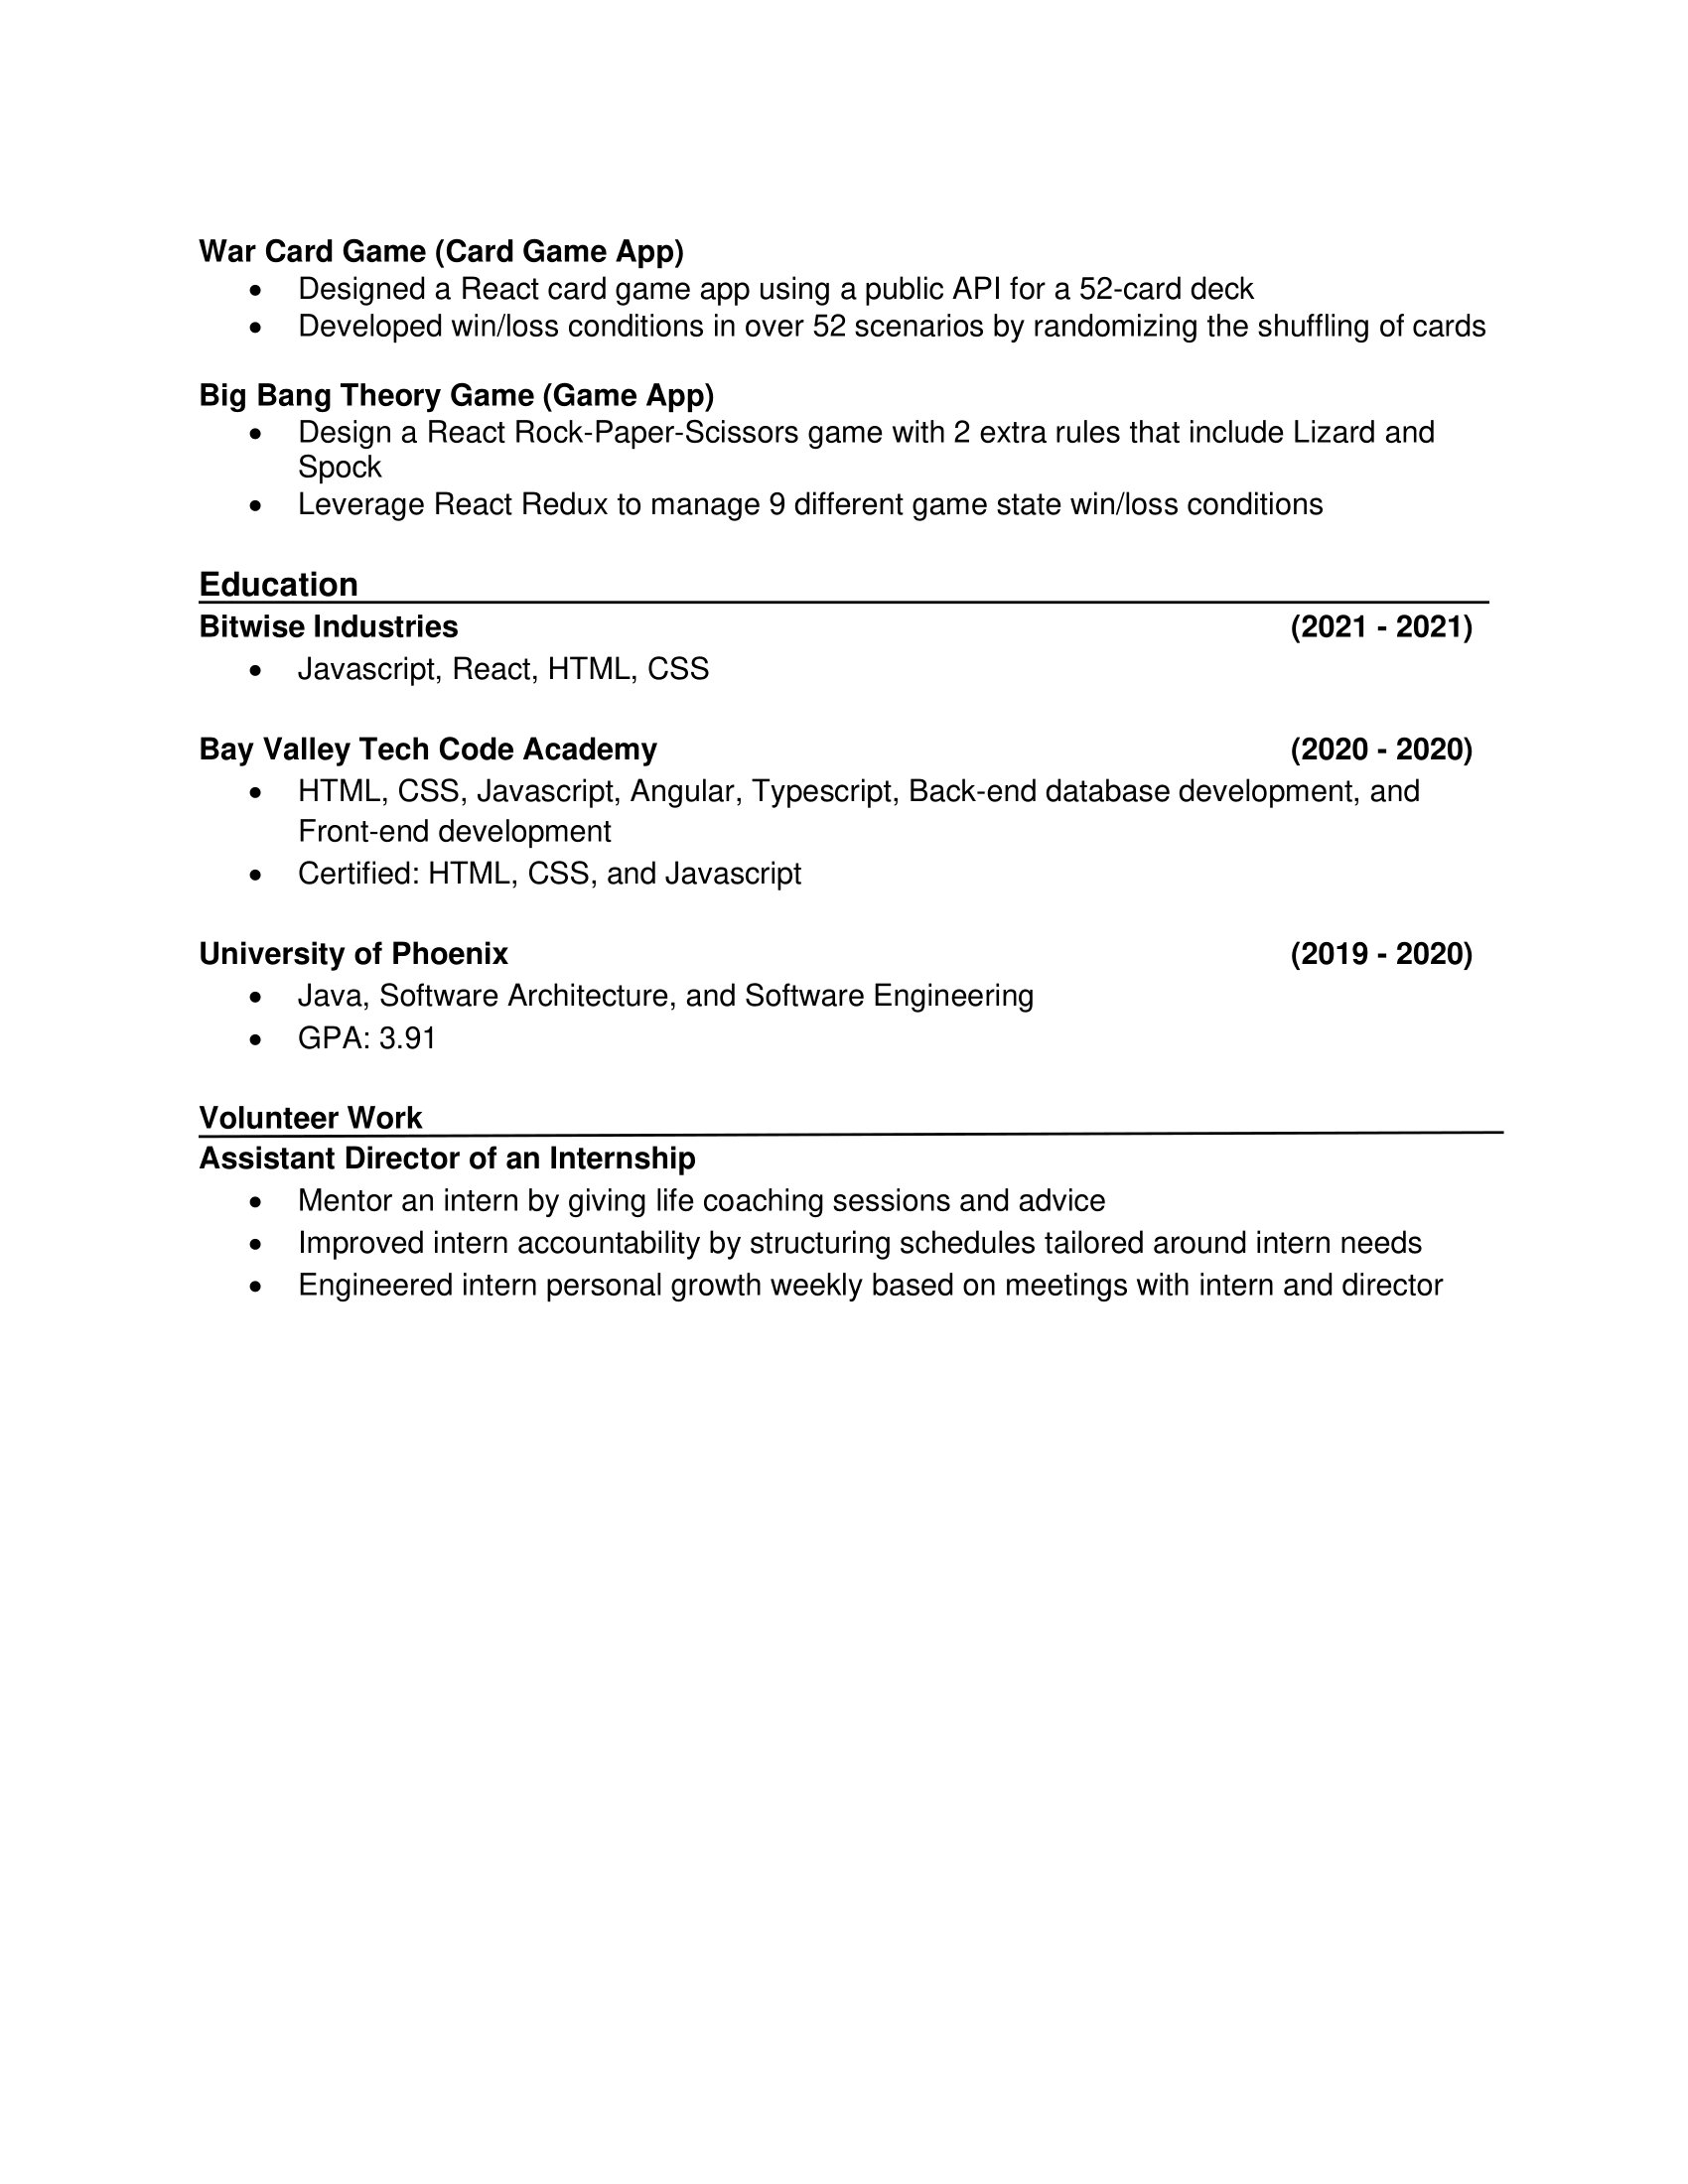 War Card Game (Card Game App)
• Designed a React card game app using a public API for a 52-card deck
• Developed win/loss conditions in over 52 scenarios by randomizing the shuffling of cards
Big Bang Theory Game (Game App)
• Design a React Rock-Paper-Scissors game with 2 extra rules that include Lizard and
Spock
• Leverage React Redux to manage 9 different game state win/loss conditions
Education
Bitwise Industries (2021 - 2021)
• Javascript, React, HTML, CSS
Bay Valley Tech Code Academy (2020 - 2020)
• HTML, CSS, Javascript, Angular, Typescript, Back-end database development, and
Front-end development
• Certified: HTML, CSS, and Javascript
University of Phoenix (2019 - 2020)
• Java, Software Architecture, and Software Engineering
• GPA: 3.91
Volunteer Work
Assistant Director of an Internship
• Mentor an intern by giving life coaching sessions and advice
• Improved intern accountability by structuring schedules tailored around intern needs
• Engineered intern personal growth weekly based on meetings with intern and director